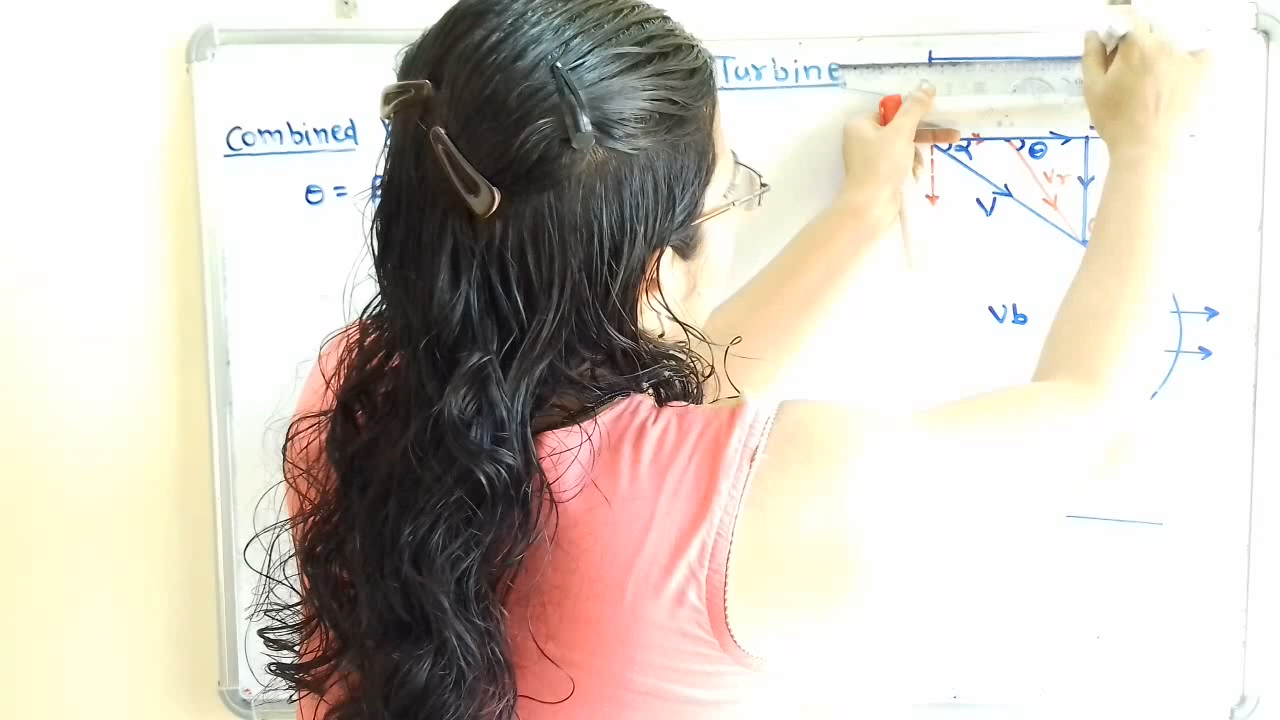 Turbine
Combined
θ =
α θ
Vr
V
Vb